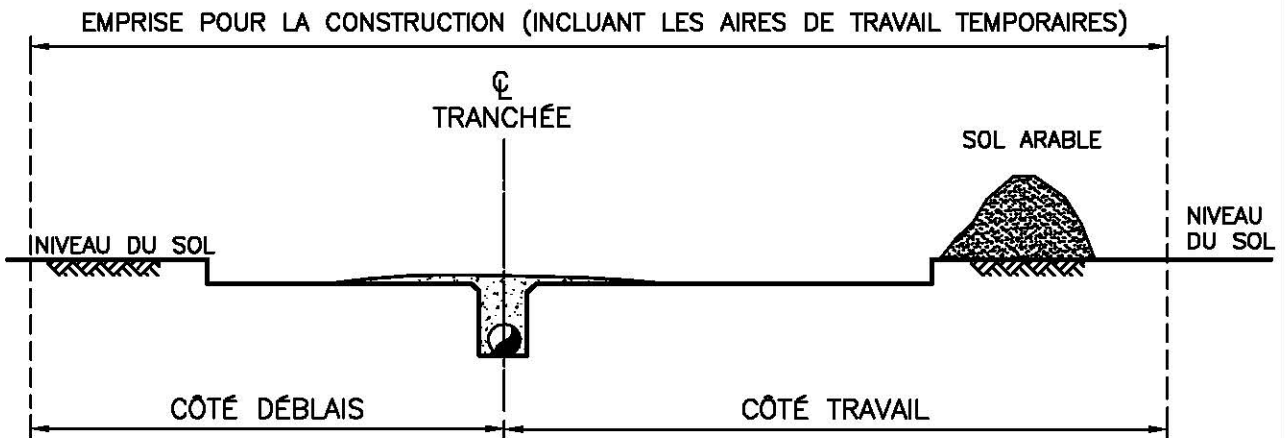 EMPRISE POUR LA CONSTRUCTION (INCLUANT LES AIRES DE TRAVAIL TEMPORAIRES)
℄
TRANCHÉE
SOL ARABLE
NIVEAU DU SOL
NIVEAU
DU SOL
CÔTÉ DÉBLAIS
CÔTÉ TRAVAIL